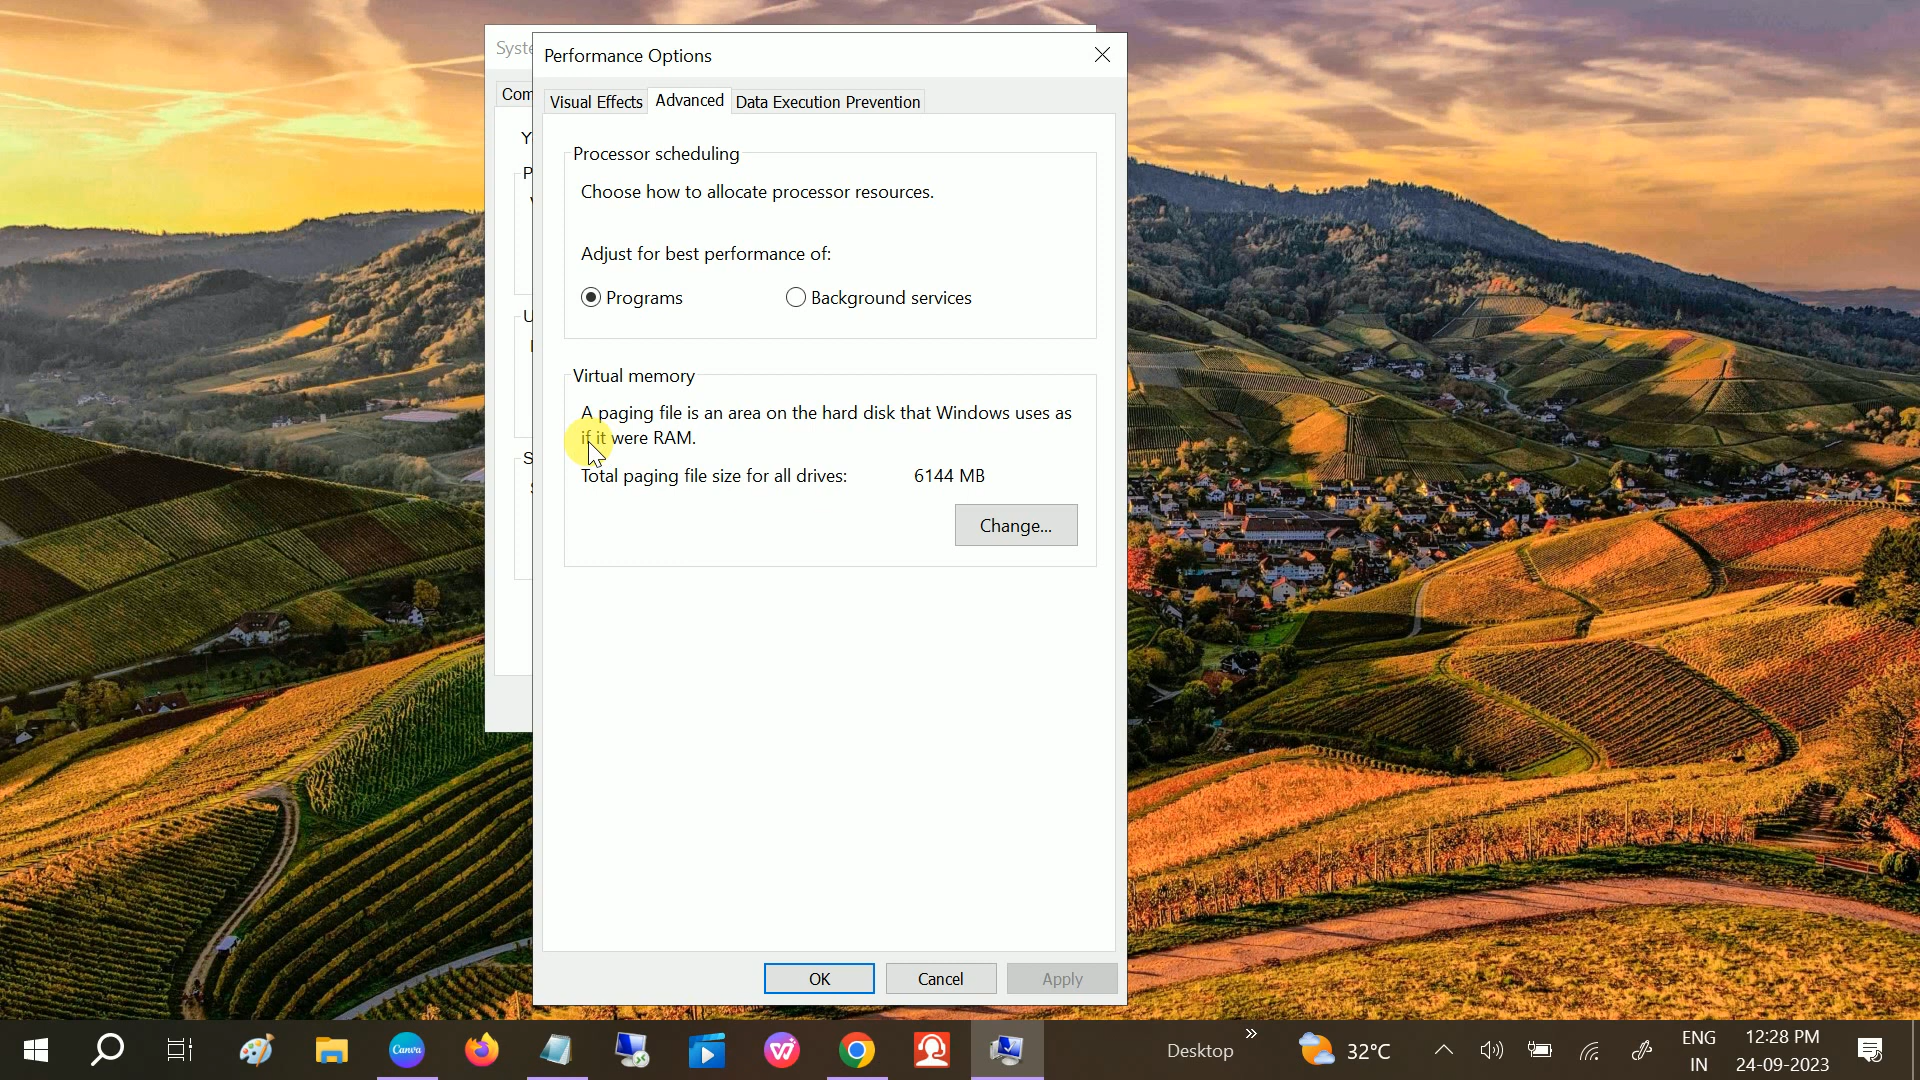 Syste
Performance Options
Com
Visual Effects
Advanced
Data Execution Prevention
Y
Processor scheduling
P
Choose how to allocate processor resources.
Adjust for best performance of:
Programs
Background services
U
Virtual memory
A paging file is an area on the hard disk that Windows uses as
if it were RAM.
S
Total paging file size for all drives:
6144 MB
Change...
OK
Cancel
Apply
Canva
Desktop
32°C
ENG
IN
12:28 PM
24-09-2023